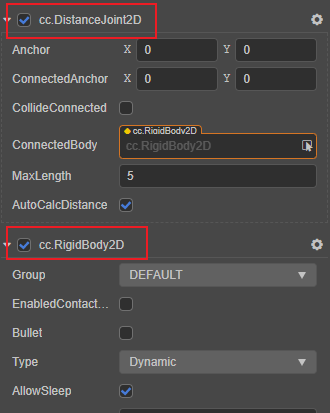 cc.DistanceJoint2D
Anchor X 0 Y 0
ConnectedAnchor X 0 Y 0
CollideConnected
cc.RigidBody2D
ConnectedBody cc.RigidBody2D
MaxLength 5
AutoCalcDistance
cc.RigidBody2D
Group DEFAULT
EnabledContact...
Bullet
Type Dynamic
AllowSleep